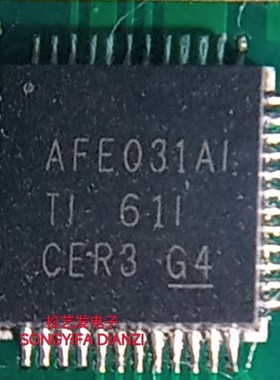 AFE031AI
TI 61I
CER3 G4
松艺发电子
SONGYIFA DIANZI